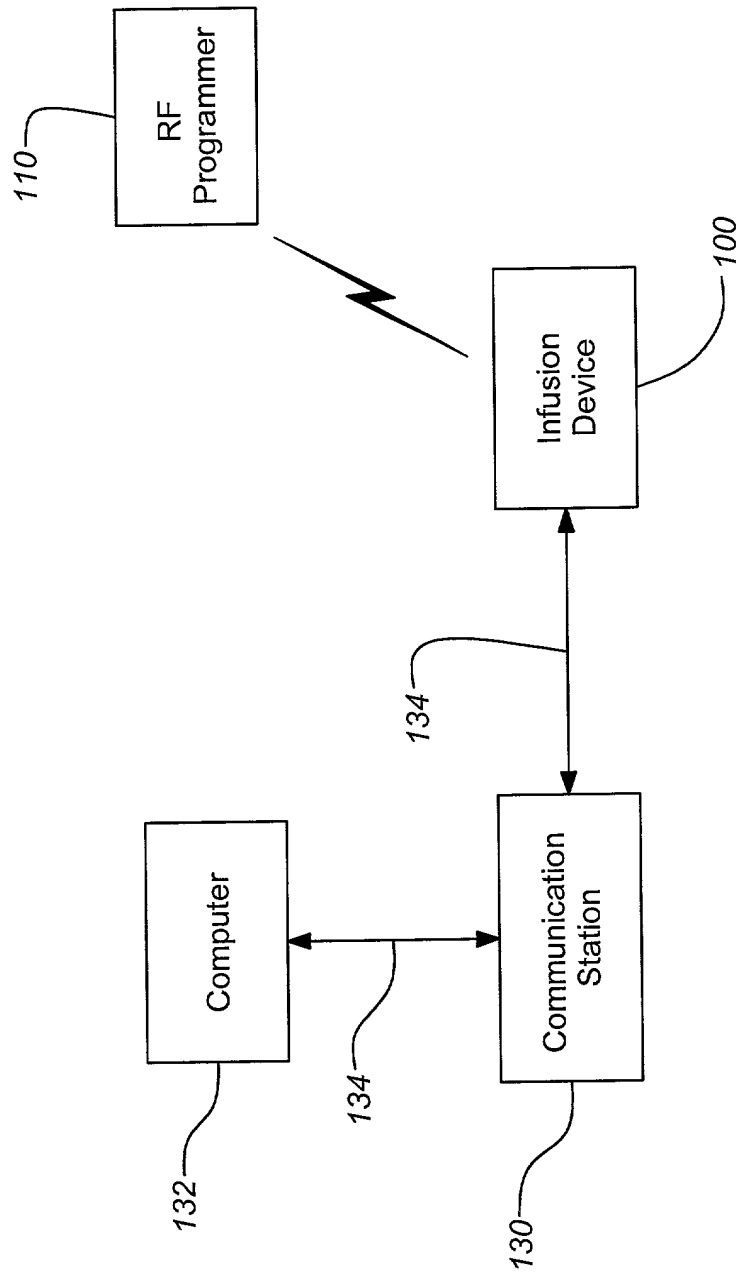 132
Computer
134
130
Communication
Station
134
Infusion
Device
100
110
RF
Programmer